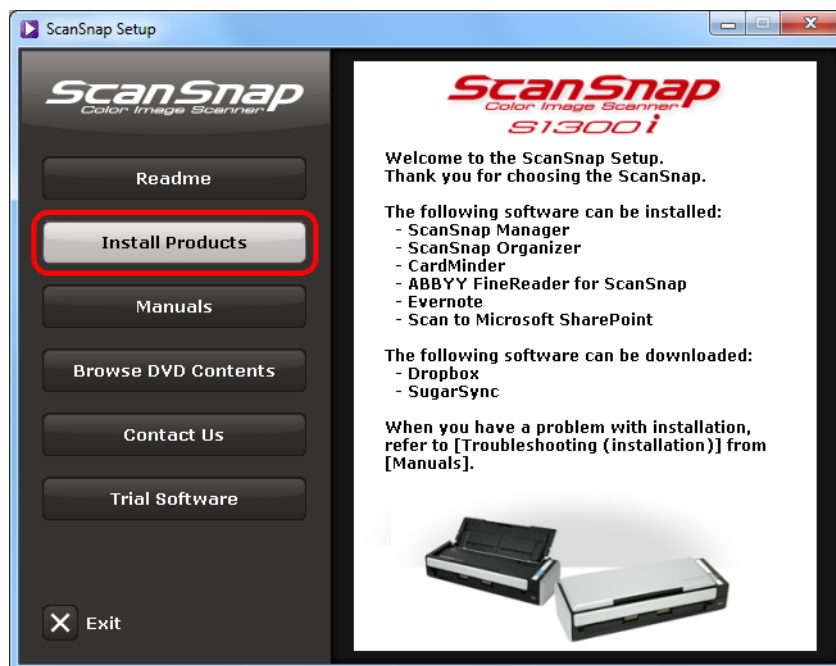 ScanSnap Setup
ScanSnap
Color Image Scanner
Readme
Install Products
Manuals
Browse DVD Contents
Contact Us
Trial Software
Exit
ScanSnap
Color Image Scanner
S1300i
Welcome to the ScanSnap Setup.
Thank you for choosing the ScanSnap.
The following software can be installed:
- ScanSnap Manager
- ScanSnap Organizer
- CardMinder
- ABBYY FineReader for ScanSnap
- Evernote
- Scan to Microsoft SharePoint
The following software can be downloaded:
- Dropbox
- SugarSync
When you have a problem with installation,
refer to [Troubleshooting (installation)] from
[Manuals].